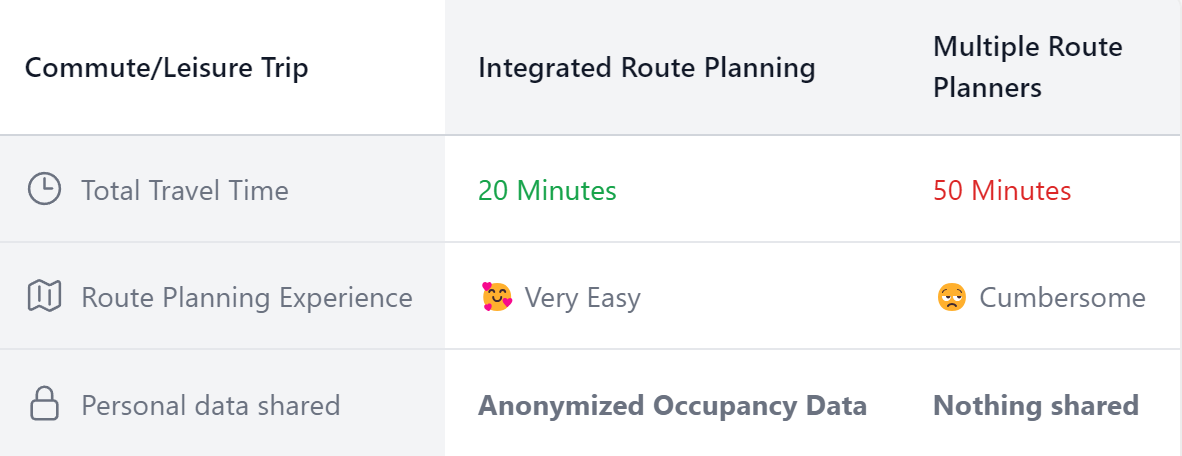 Commute/Leisure Trip
Integrated Route Planning
Multiple Route
Planners
Total Travel Time
20 Minutes
50 Minutes
Route Planning Experience
🥰 Very Easy
😩 Cumbersome
Personal data shared
Anonymized Occupancy Data
Nothing shared